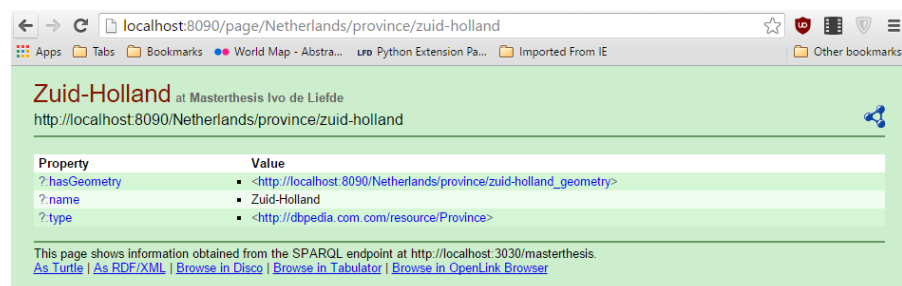 localhost:8090/page/Netherlands/province/zuid-holland
Apps Tabs Bookmarks World Map - Abstra... LFD Python Extension Pa... Imported From IE Other bookmarks
Zuid-Holland at Masterthesis Ivo de Liefde
http://localhost:8090/Netherlands/province/zuid-holland
Property Value
?:hasGeometry <http://localhost:8090/Netherlands/province/zuid-holland_geometry>
?:name Zuid-Holland
?:type <http://dbpedia.com.com/resource/Province>
This page shows information obtained from the SPARQL endpoint at http://localhost:3030/masterthesis.
As Turtle | As RDF/XML | Browse in Disco | Browse in Tabulator | Browse in OpenLink Browser